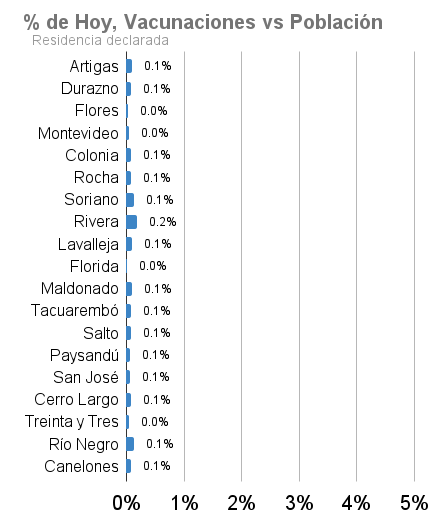 % de Hoy, Vacunaciones vs Población
Residencia declarada
Artigas 0.1%
Durazno 0.1%
Flores 0.0%
Montevideo 0.0%
Colonia 0.1%
Rocha 0.1%
Soriano 0.1%
Rivera 0.2%
Lavalleja 0.1%
Florida 0.0%
Maldonado 0.1%
Tacuarembó 0.1%
Salto 0.1%
Paysandú 0.1%
San José 0.1%
Cerro Largo 0.1%
Treinta y Tres 0.0%
Río Negro 0.1%
Canelones 0.1%
0% 1% 2% 3% 4% 5%